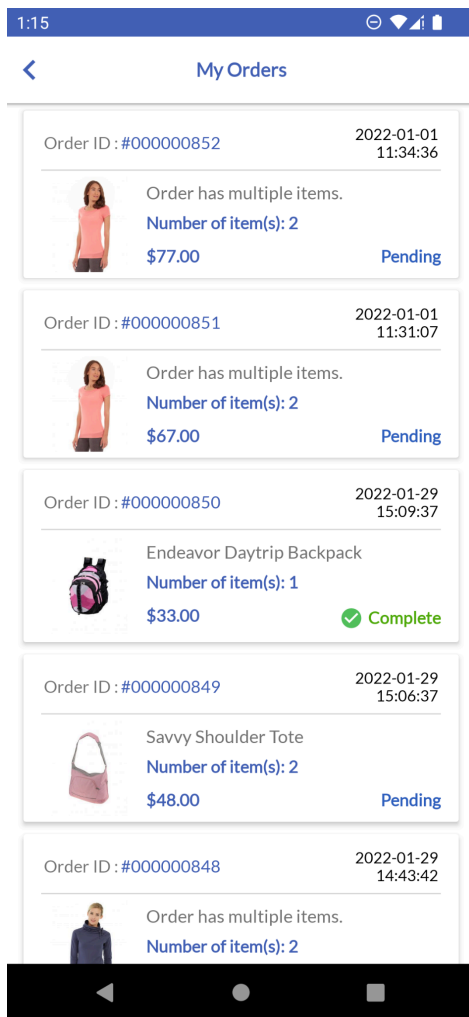 1:15
My Orders
Order ID : #000000852
2022-01-01
11:34:36
Order has multiple items.
Number of item(s): 2
$77.00
Pending
Order ID : #000000851
2022-01-01
11:31:07
Order has multiple items.
Number of item(s): 2
$67.00
Pending
Order ID : #000000850
2022-01-29
15:09:37
Endeavor Daytrip Backpack
Number of item(s): 1
$33.00
Complete
Order ID : #000000849
2022-01-29
15:06:37
Savvy Shoulder Tote
Number of item(s): 2
$48.00
Pending
Order ID : #000000848
2022-01-29
14:43:42
Order has multiple items.
Number of item(s): 2